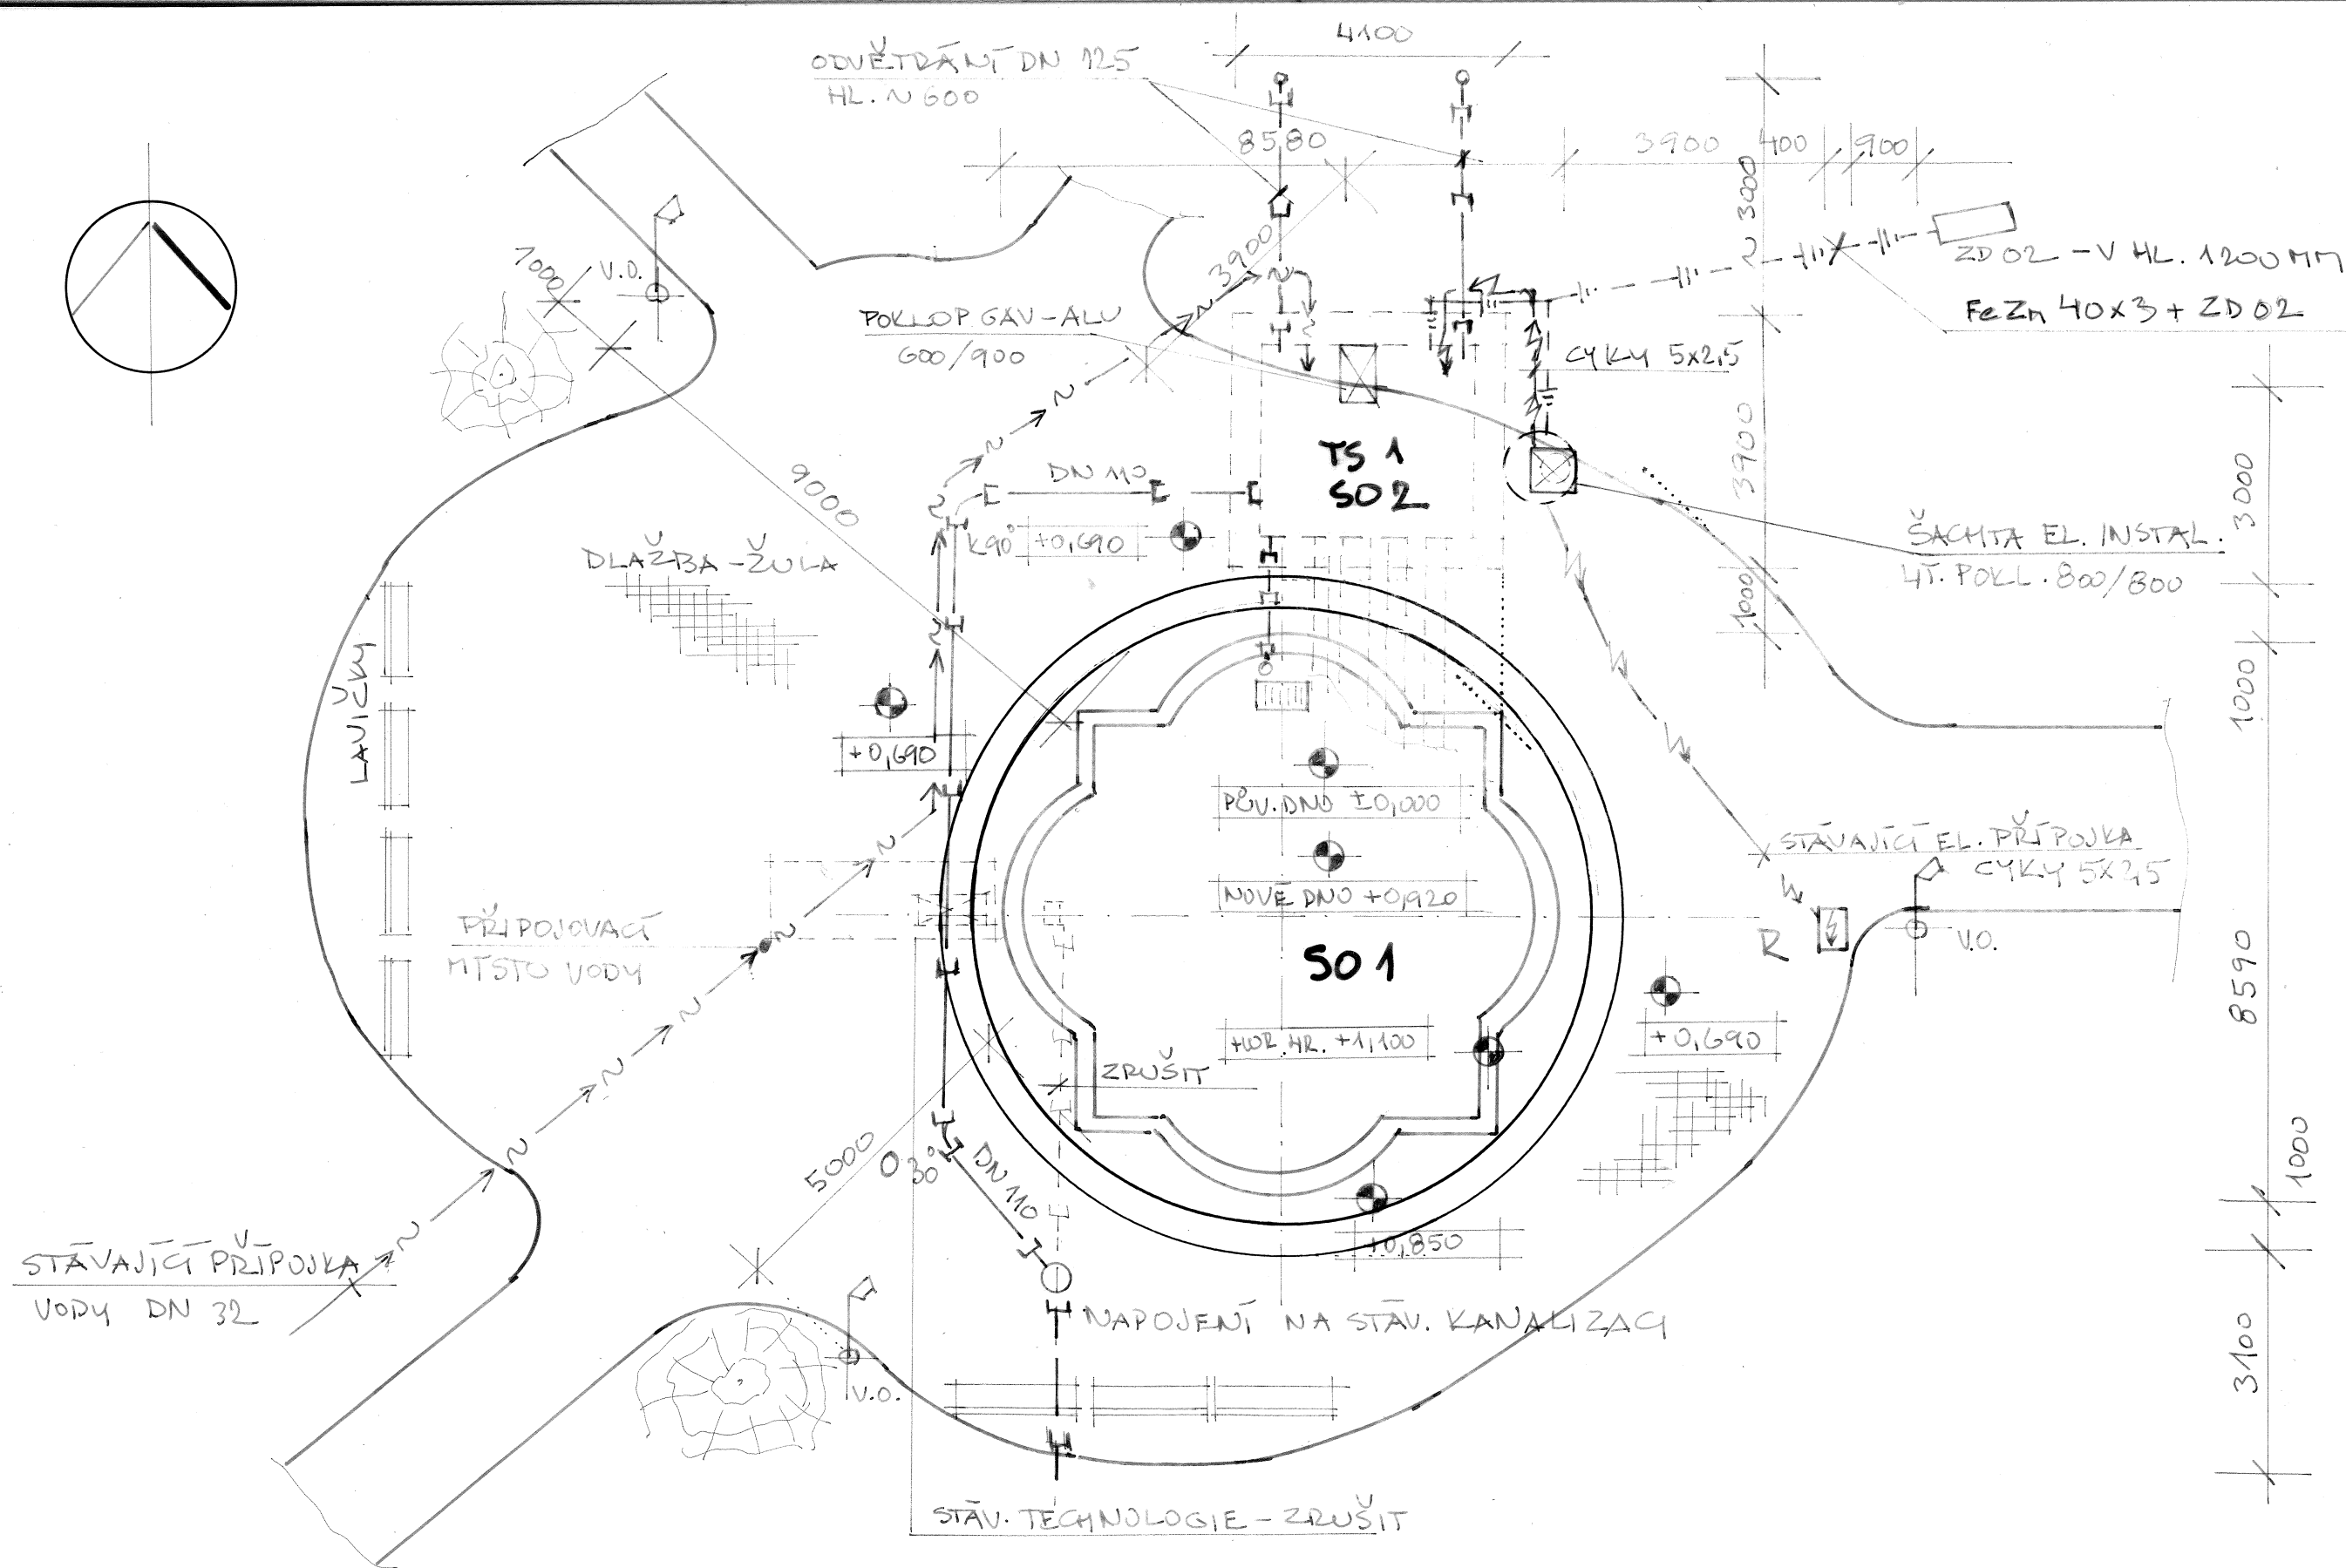 4100
ODVĚTRÁNÍ DN 125
HL. ~ 600
8580
3900
400
900
3000
7000
V.O.
3900
ZD 02 - V HL. 1200 MM
FeZn 40x3 + ZD 02
POKLOP GAV-ALU
600/900
CYKY 5x2,5
TS 1
SO 2
DN 110
9000
3900
3000
K90°
+0,690
ŠACHTA EL. INSTAL.
LIT. POKL. 800/800
DLAŽBA - ŽULA
1000
1000
LAVIČKY
+0,690
PŮV. DNO ±0,000
STÁVAJÍCÍ EL. PŘÍPOJKA
CYKY 5x2,5
NOVÉ DNO +0,920
PŘIPOJOVACÍ
MÍSTO VODY
R
V.O.
SO 1
8590
+0,690
HOR. HR. +1,100
ZRUŠIT
5000
O 30°
DN 110
1000
+0,850
STÁVAJÍCÍ PŘÍPOJKA
VODY DN 32
NAPOJENÍ NA STÁV. KANALIZACI
3100
V.O.
STÁV. TECHNOLOGIE - ZRUŠIT